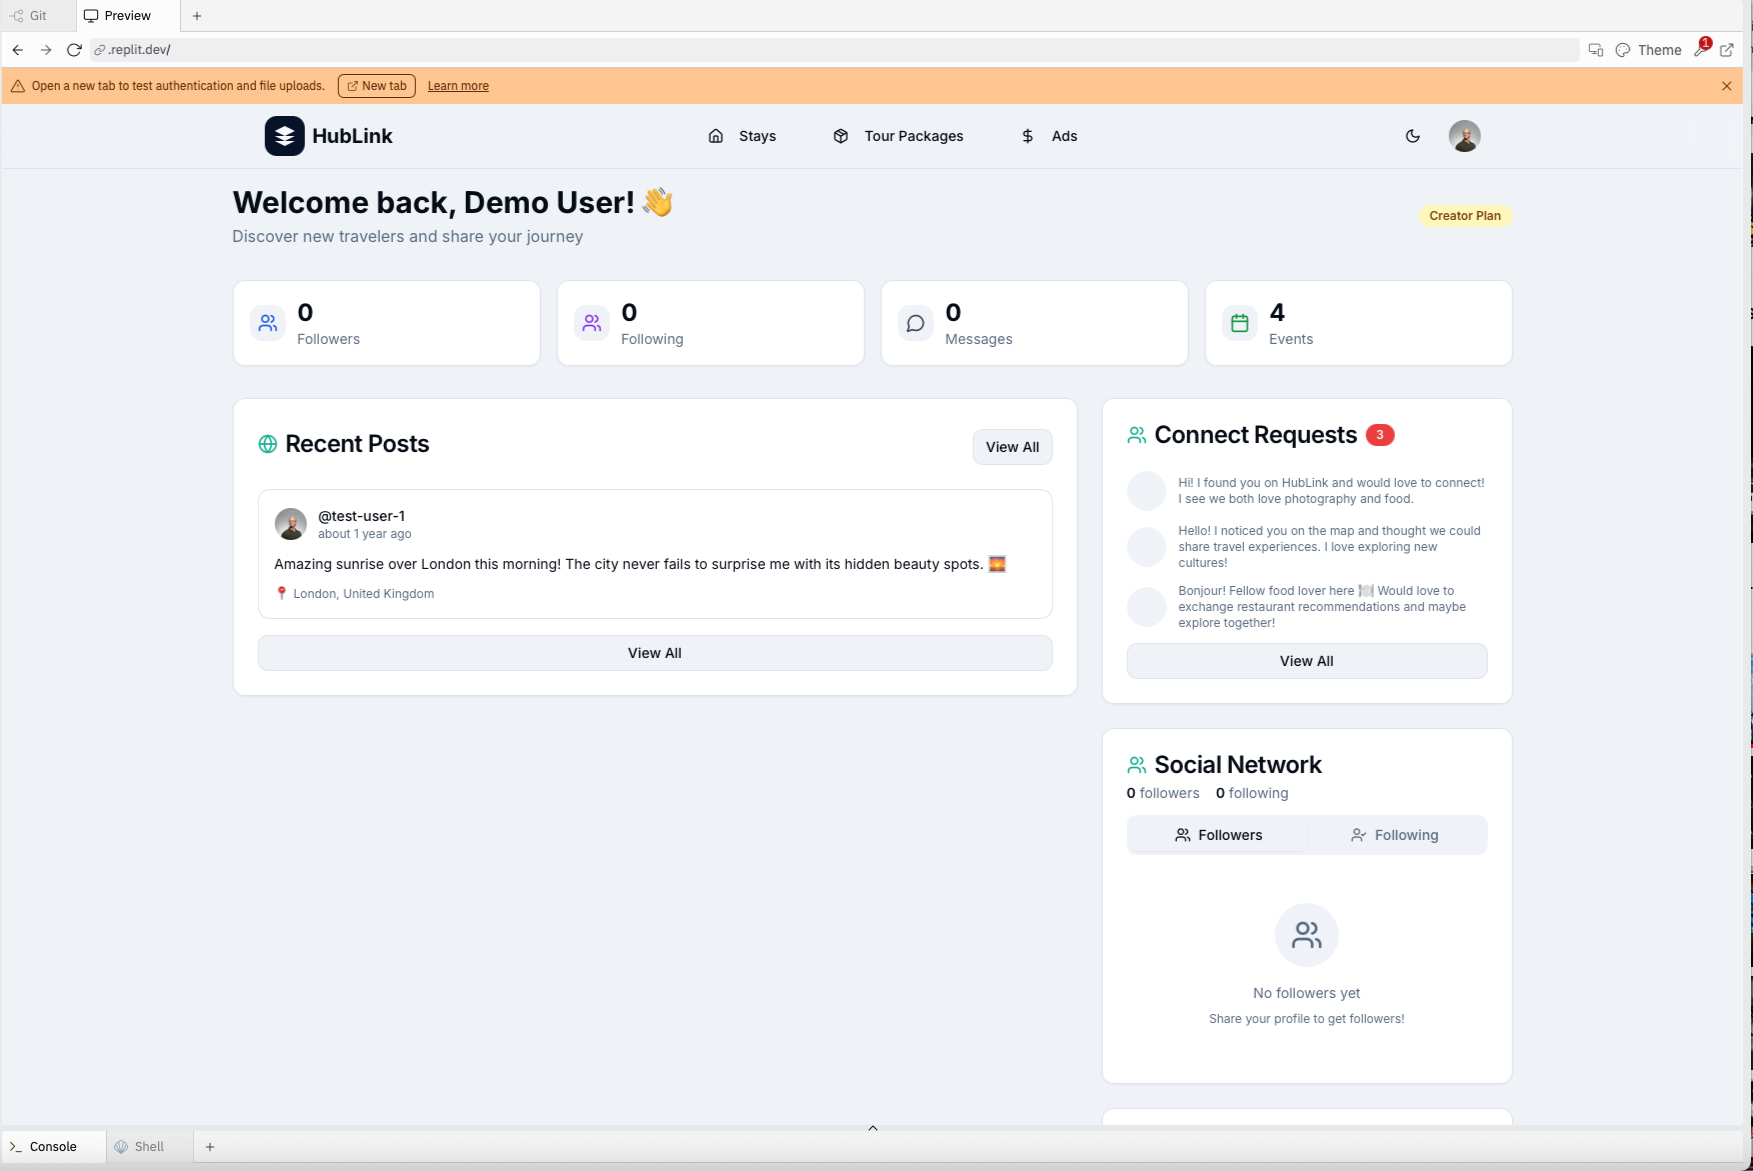 Git
Preview
.replit.dev/
Theme
1
Open a new tab to test authentication and file uploads.
New tab
Learn more
HubLink
Stays
Tour Packages
Ads
Welcome back, Demo User! 👋
Discover new travelers and share your journey
Creator Plan
0
Followers
0
Following
0
Messages
4
Events
Recent Posts
View All
@test-user-1
about 1 year ago
Amazing sunrise over London this morning! The city never fails to surprise me with its hidden beauty spots. 🌅
📍 London, United Kingdom
View All
Connect Requests
3
Hi! I found you on HubLink and would love to connect!
I see we both love photography and food.
Hello! I noticed you on the map and thought we could
share travel experiences. I love exploring new
cultures!
Bonjour! Fellow food lover here 🍽️ Would love to
exchange restaurant recommendations and maybe
explore together!
View All
Social Network
0 followers 0 following
Followers
Following
No followers yet
Share your profile to get followers!
Console
Shell